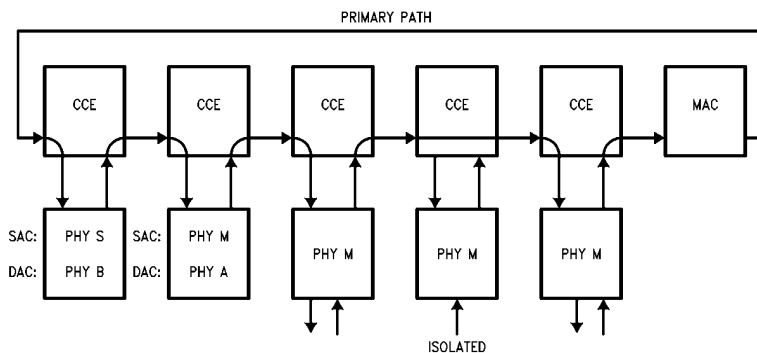 PRIMARY PATH
CCE
CCE
CCE
CCE
CCE
MAC
SAC: PHY S
DAC: PHY B
SAC: PHY M
DAC: PHY A
PHY M
PHY M
PHY M
ISOLATED